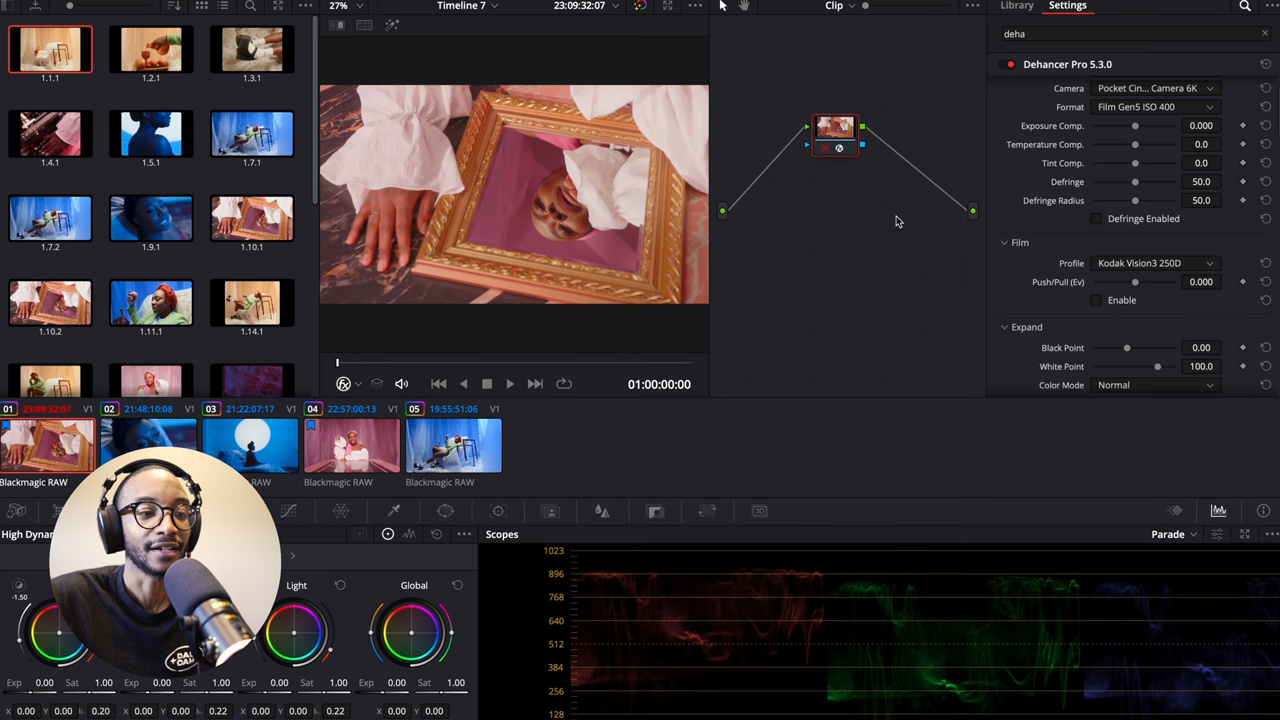 27%
Timeline 7
23:09:32:07
Clip
Library
Settings
deha
Dehancer Pro 5.3.0
Camera
Pocket Cin... Camera 6K
Format
Film Gen5 ISO 400
Exposure Comp.
0.000
Temperature Comp.
0.0
Tint Comp.
0.0
Defringe
50.0
Defringe Radius
50.0
Defringe Enabled
Film
Profile
Kodak Vision3 250D
Push/Pull (Ev)
0.000
Enable
Expand
Black Point
0.00
White Point
100.0
Color Mode
Normal
1.1.1
1.2.1
1.3.1
1.4.1
1.5.1
1.7.1
1.7.2
1.9.1
1.10.1
1.10.2
1.11.1
1.14.1
01:00:00:00
01 23:09:32:07 V1
02 21:48:10:08 V1
03 21:22:07:17 V1
04 22:57:00:13 V1
05 19:55:51:06 V1
Blackmagic RAW
RAW
Blackmagic RAW
Blackmagic RAW
High Dynam
Light
Global
-1.50
Exp 0.00 Sat 1.00
Exp 0.00 Sat 1.00
Exp 0.00 Sat 1.00
Exp 0.00 Sat 1.00
X 0.00 Y 0.00 0.20
X 0.00 Y 0.00 0.22
X 0.00 Y 0.00 0.22
X 0.00 Y 0.00
Scopes
Parade
1023
896
768
640
512
384
256
128